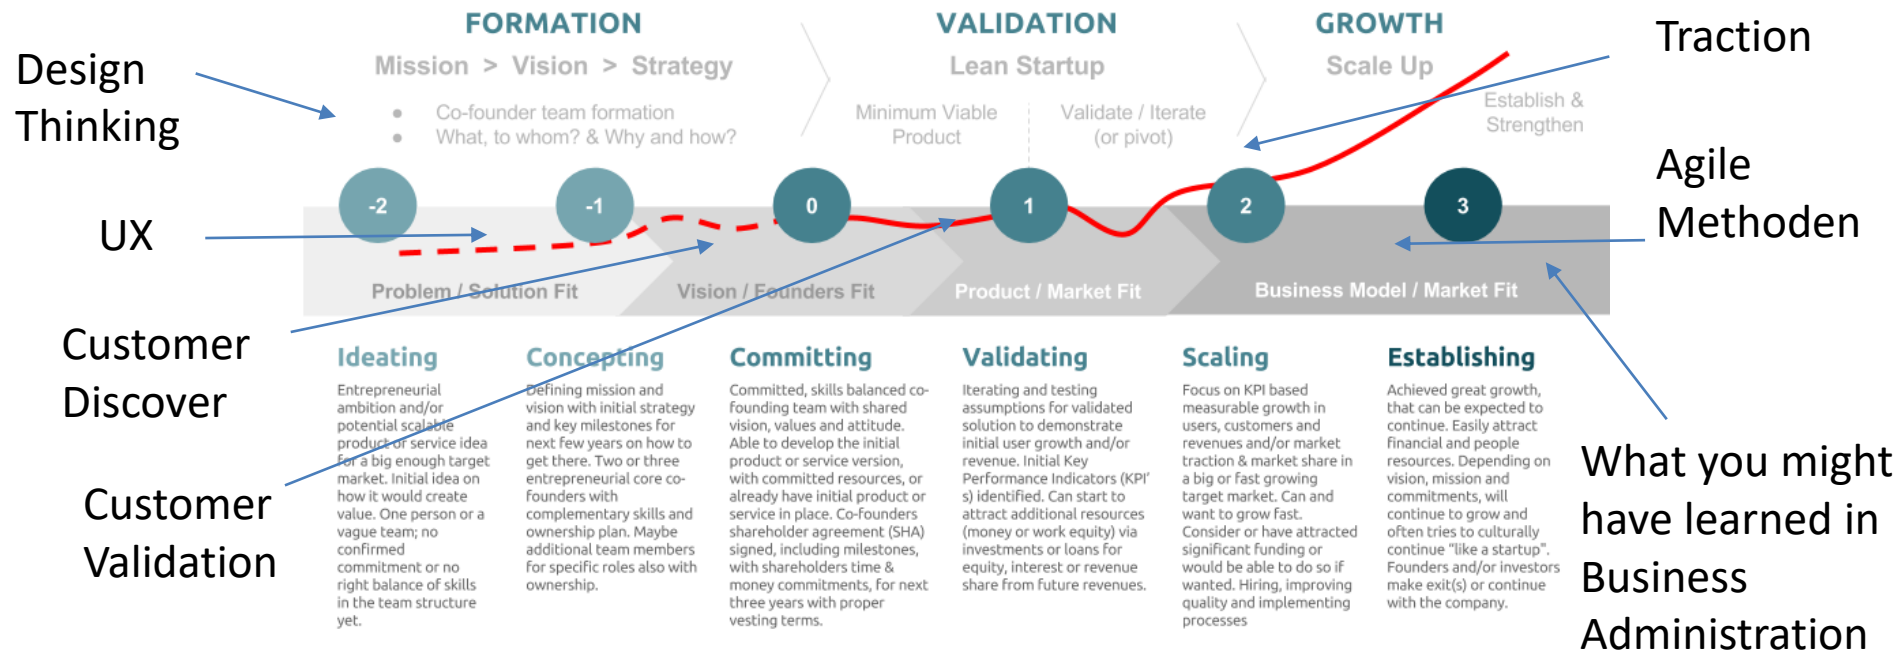 Design
Thinking
UX
Customer
Discover
Customer
Validation
FORMATION
Mission > Vision > Strategy
● Co-founder team formation
● What, to whom? & Why and how?
VALIDATION
Lean Startup
Minimum Viable
Product
Validate / Iterate
(or pivot)
GROWTH
Scale Up
Establish &
Strengthen
Traction
Agile
Methoden
What you might
have learned in
Business
Administration
-2
-1
0
1
2
3
Problem / Solution Fit
Vision / Founders Fit
Product / Market Fit
Business Model / Market Fit
Ideating
Entrepreneurial
ambition and/or
potential scalable
product or service idea
for a big enough target
market. Initial idea on
how it would create
value. One person or a
vague team; no
confirmed
commitment or no
right balance of skills
in the team structure
yet.
Concepting
Defining mission and
vision with initial strategy
and key milestones for
next few years on how to
get there. Two or three
entrepreneurial core co-
founders with
complementary skills and
ownership plan. Maybe
additional team members
for specific roles also with
ownership.
Committing
Committed, skills balanced co-
founding team with shared
vision, values and attitude.
Able to develop the initial
product or service version,
with committed resources, or
already have initial product or
service in place. Co-founders
shareholder agreement (SHA)
signed, including milestones,
with shareholders time &
money commitments, for next
three years with proper
vesting terms.
Validating
Iterating and testing
assumptions for validated
solution to demonstrate
initial user growth and/or
revenue. Initial Key
Performance Indicators (KPI'
s) identified. Can start to
attract additional resources
(money or work equity) via
investments or loans for
equity, interest or revenue
share from future revenues.
Scaling
Focus on KPI based
measurable growth in
users, customers and
revenues and/or market
traction & market share in
a big or fast growing
target market. Can and
want to grow fast.
Consider or have attracted
significant funding or
would be able to do so if
wanted. Hiring, improving
quality and implementing
processes
Establishing
Achieved great growth,
that can be expected to
continue. Easily attract
financial and people
resources. Depending on
vision, mission and
commitments, will
continue to grow and
often tries to culturally
continue "like a startup".
Founders and/or investors
make exit(s) or continue
with the company.